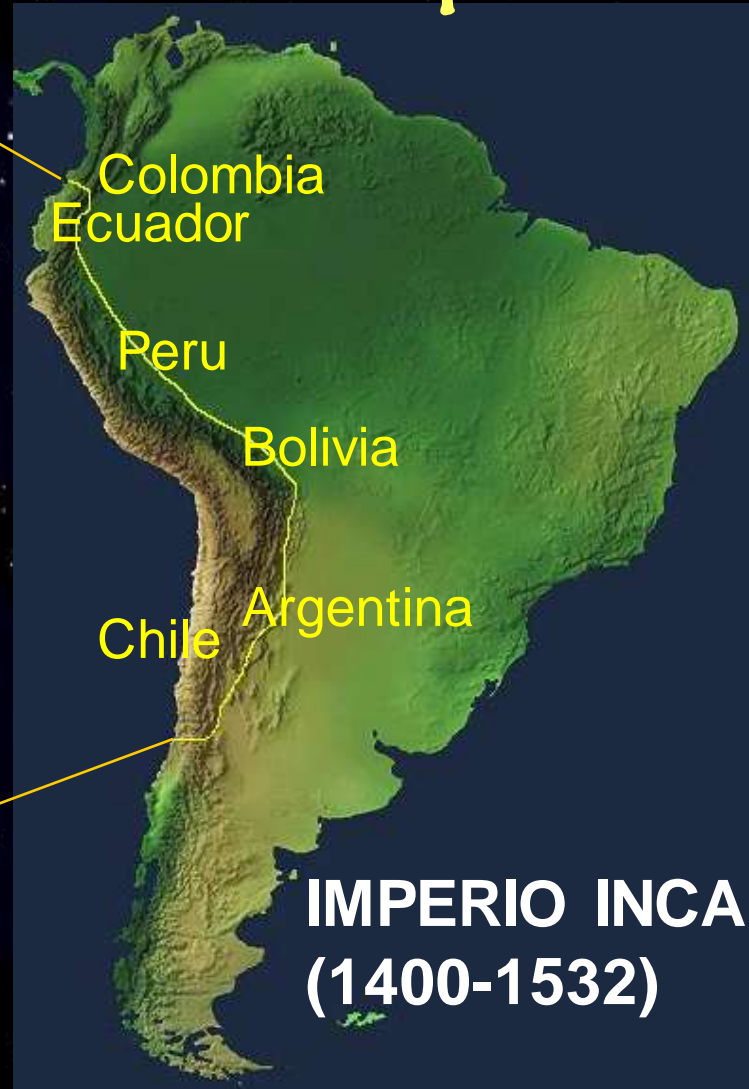 Colombia
Ecuador
Peru
Bolivia
Argentina
Chile
IMPERIO INCA
(1400-1532)